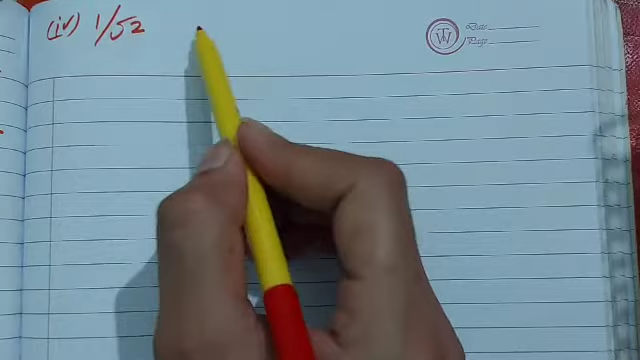 (iv) 1/√2
Date
Page